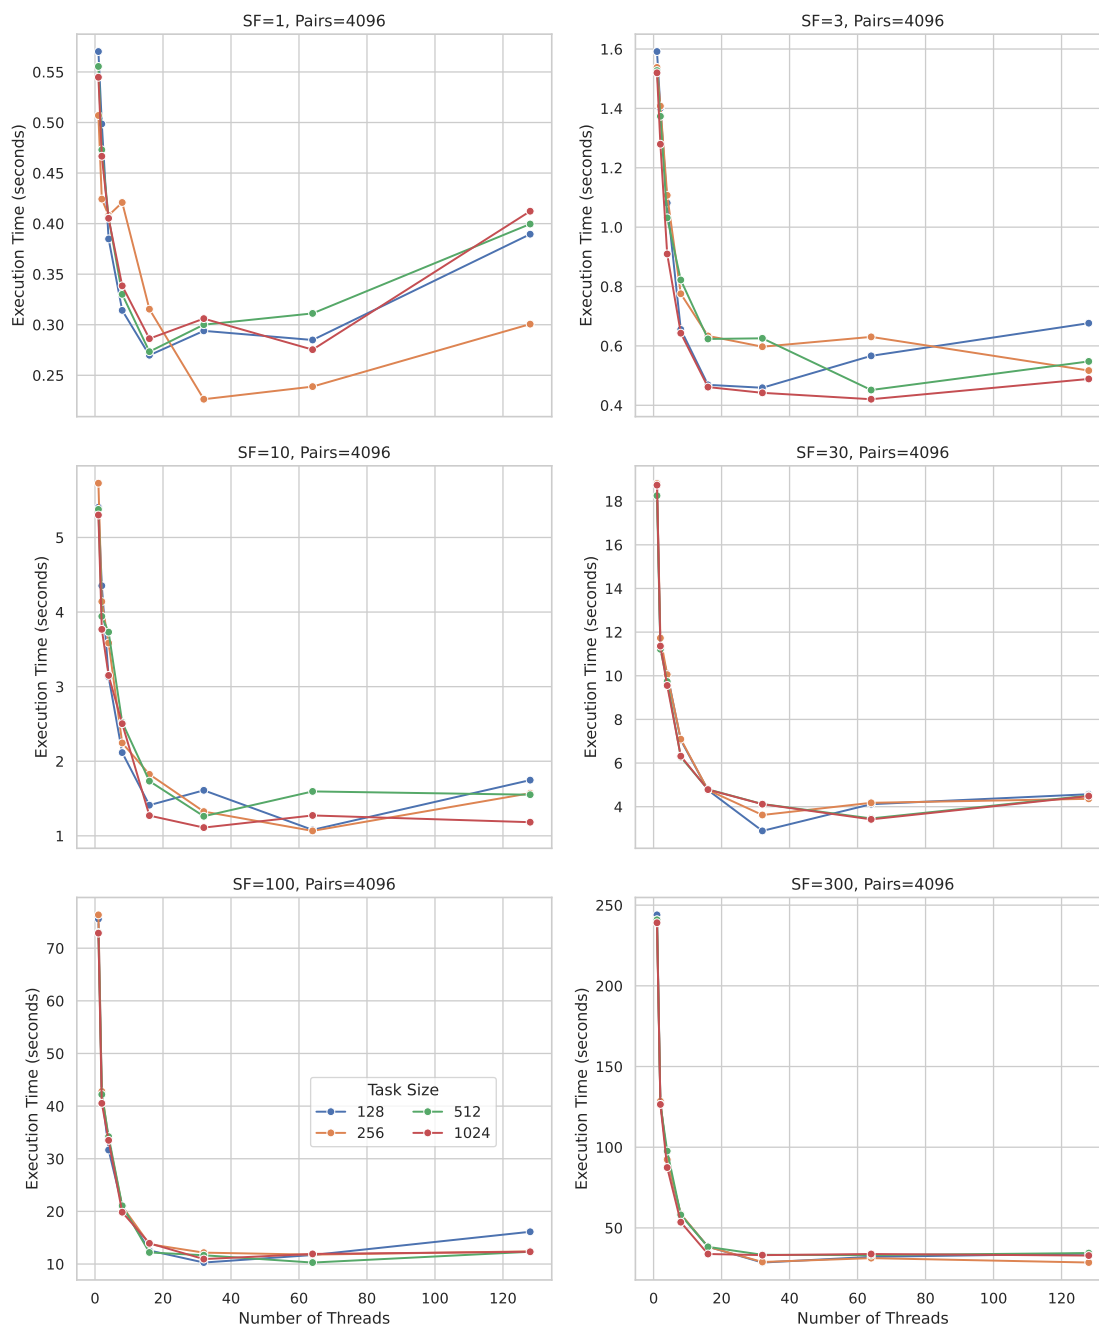 SF=1, Pairs=4096
Execution Time (seconds)
0.55
0.50
0.45
0.40
0.35
0.30
0.25
SF=3, Pairs=4096
Execution Time (seconds)
1.6
1.4
1.2
1.0
0.8
0.6
0.4
SF=10, Pairs=4096
Execution Time (seconds)
5
4
3
2
1
SF=30, Pairs=4096
Execution Time (seconds)
18
16
14
12
10
8
6
4
SF=100, Pairs=4096
Execution Time (seconds)
70
60
50
40
30
20
10
Task Size
128 512
256 1024
0 20 40 60 80 100 120
Number of Threads
SF=300, Pairs=4096
Execution Time (seconds)
250
200
150
100
50
0 20 40 60 80 100 120
Number of Threads